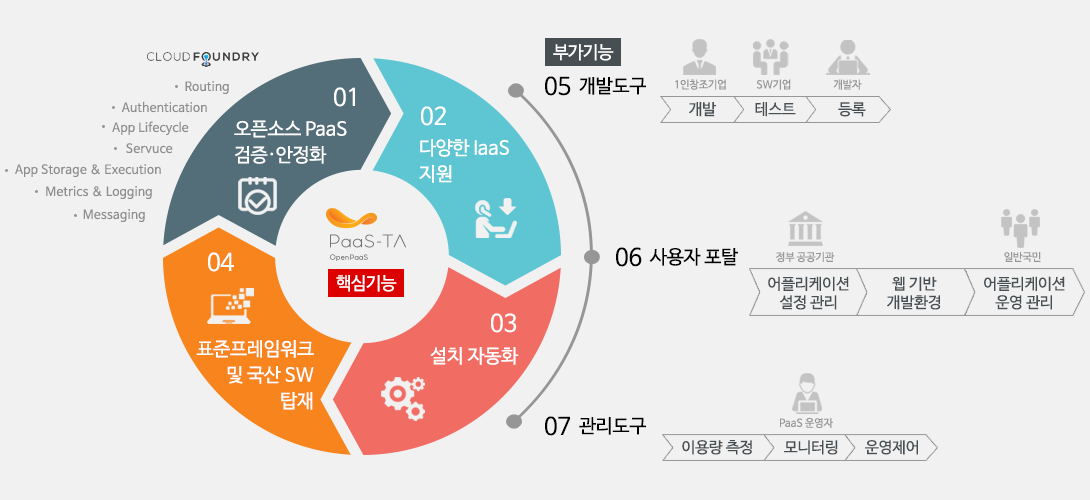 CLOUD FOUNDRY
• Routing
• Authentication
• App Lifecycle
• Servuce
• App Storage & Execution
• Metrics & Logging
• Messaging
01
오픈소스 PaaS
검증·안정화
02
다양한 IaaS
지원
03
설치 자동화
04
표준프레임워크
및 국산 SW
탑재
PaaS-TA
OpenPaaS
핵심기능
부가기능
05 개발도구
1인창조기업
SW기업
개발자
개발
테스트
등록
06 사용자 포탈
정부 공공기관
일반국민
어플리케이션
설정 관리
웹 기반
개발환경
어플리케이션
운영 관리
07 관리도구
PaaS 운영자
이용량 측정
모니터링
운영제어